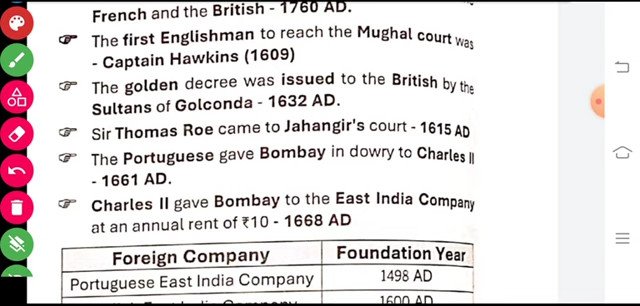 French and the British - 1760 AD.
The first Englishman to reach the Mughal court was
- Captain Hawkins (1609)
The golden decree was issued to the British by the
Sultans of Golconda - 1632 AD.
Sir Thomas Roe came to Jahangir's court - 1615 AD
The Portuguese gave Bombay in dowry to Charles II
- 1661 AD.
Charles II gave Bombay to the East India Company
at an annual rent of ₹10 - 1668 AD
Foreign Company Foundation Year
Portuguese East India Company 1498 AD
East India Company 1600 AD